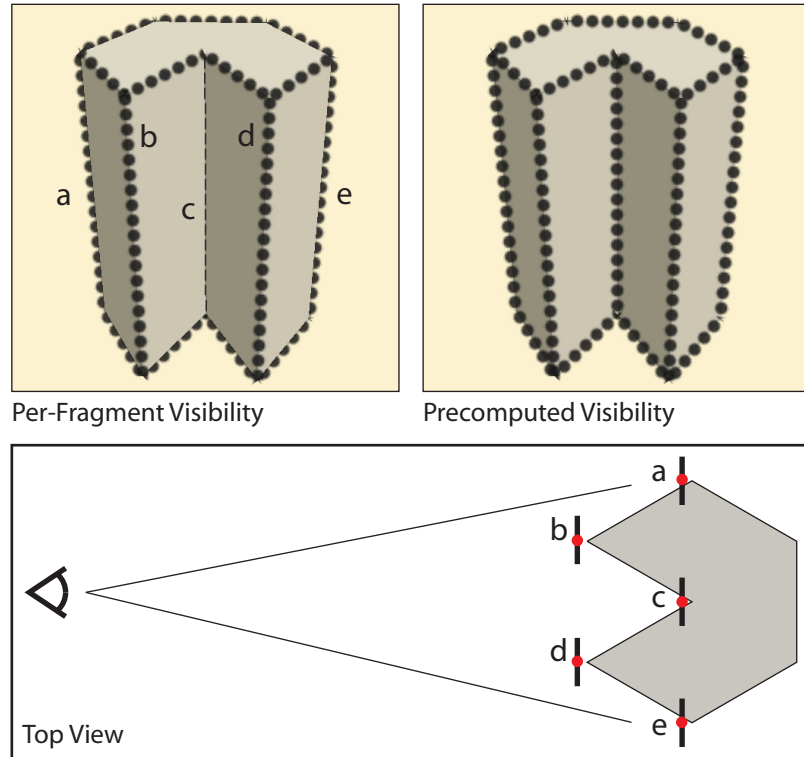 a
b
c
d
e
Per-Fragment Visibility
Precomputed Visibility
a
b
c
d
e
Top View